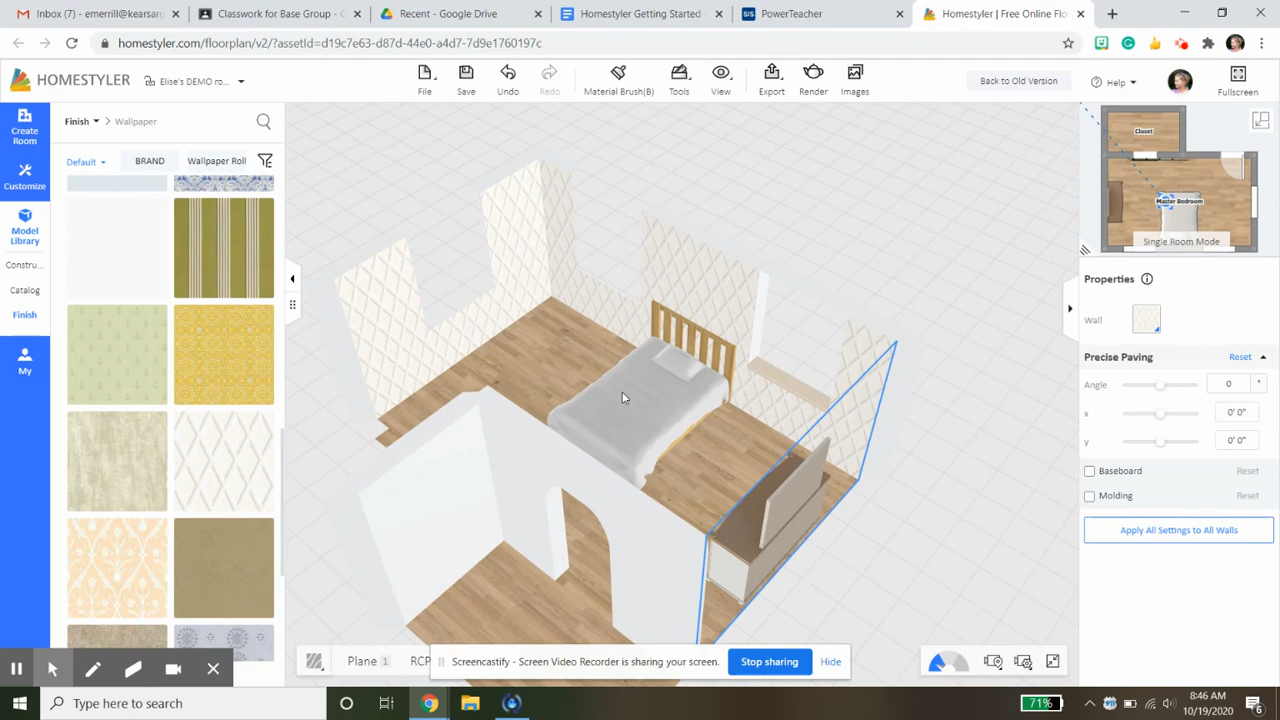 Inbox (7) - emerrill@kearsarg
Classwork for Base Group - C
Recent - Google Drive
Homestyler Getting Started -
SIS
PowerTeacher
Homestyler | Free Online Flo
homestyler.com/floorplan/v2/?assetId=d19c7e63-d87d-44e0-a4d7-7d9e1760197c
HOMESTYLER
Elise's DEMO ro...
File
Save
Undo
Redo
Material Brush(B)
Tools
View
Export
Render
Images
Back to Old Version
Help
Fullscreen
Create
Room
Customize
Model
Library
Constru...
Catalog
Finish
My
Finish > Wallpaper
Default
BRAND
Wallpaper Roll
Closet
Master Bedroom
Single Room Mode
Properties
Wall
Precise Paving
Reset
Angle
0
°
x
0' 0"
y
0' 0"
Baseboard
Reset
Molding
Reset
Apply All Settings to All Walls
Plane 1
RCP
Screencastify - Screen Video Recorder is sharing your screen.
Stop sharing
Hide
Type here to search
71%
8:46 AM
10/19/2020
6